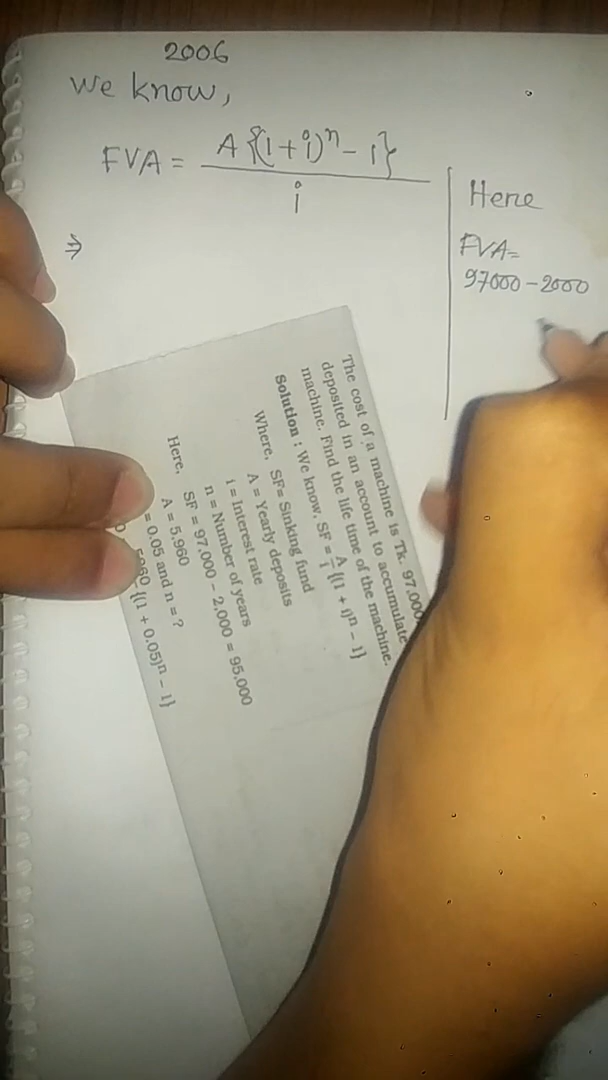 2006
We know,
FVA = A{(1+i)ⁿ - 1}
i
⇒
Here
FVA=
97000-2000
The cost of a machine is Tk. 97,000
deposited in an account to accumulate
machine. Find the life time of the machine.
Solution : We know, SF = A/i {(1 + i)ⁿ − 1}
Where, SF= Sinking fund
A = Yearly deposits
i = Interest rate
n = Number of years
Here, SF = 97,000 − 2,000 = 95,000
A = 5,960
= 0.05 and n = ?
{(1 + 0.05)ⁿ − 1}